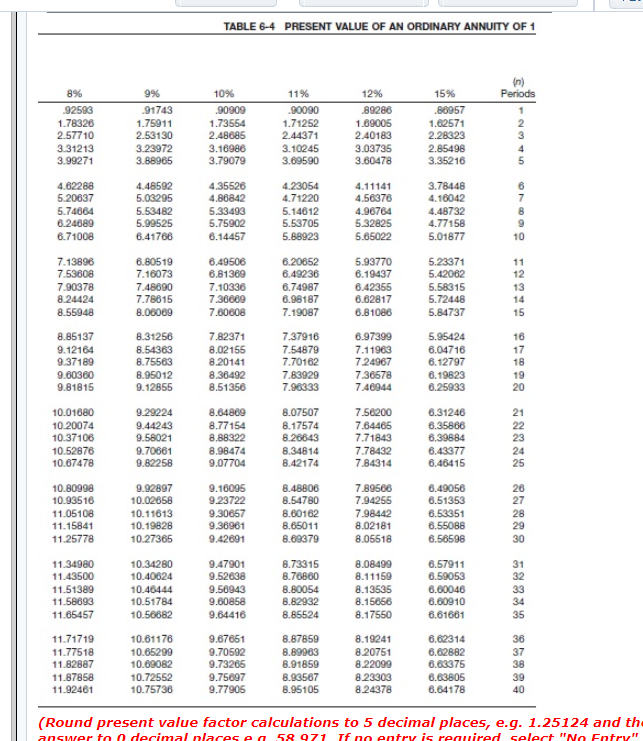 TABLE 6-4 PRESENT VALUE OF AN ORDINARY ANNUITY OF 1
(n)
8% 9% 10% 11% 12% 15% Periods
.92593 .91743 .90909 .90090 .89286 .86957 1
1.78326 1.75911 1.73554 1.71252 1.69005 1.62571 2
2.57710 2.53130 2.48685 2.44371 2.40183 2.28323 3
3.31213 3.23972 3.16986 3.10245 3.03735 2.85498 4
3.99271 3.88965 3.79079 3.69590 3.60478 3.35216 5
4.62288 4.48592 4.35526 4.23054 4.11141 3.78448 6
5.20637 5.03295 4.86842 4.71220 4.56376 4.16042 7
5.74664 5.53482 5.33493 5.14612 4.96764 4.48732 8
6.24689 5.99525 5.75902 5.53705 5.32825 4.77158 9
6.71008 6.41766 6.14457 5.88923 5.65022 5.01877 10
7.13896 6.80519 6.49506 6.20652 5.93770 5.23371 11
7.53608 7.16073 6.81369 6.49236 6.19437 5.42062 12
7.90378 7.48690 7.10336 6.74987 6.42355 5.58315 13
8.24424 7.78615 7.36669 6.98187 6.62817 5.72448 14
8.55948 8.06069 7.60608 7.19087 6.81086 5.84737 15
8.85137 8.31256 7.82371 7.37916 6.97399 5.95424 16
9.12164 8.54363 8.02155 7.54879 7.11963 6.04716 17
9.37189 8.75563 8.20141 7.70162 7.24967 6.12797 18
9.60360 8.95012 8.36492 7.83929 7.36578 6.19823 19
9.81815 9.12855 8.51356 7.96333 7.46944 6.25933 20
10.01680 9.29224 8.64869 8.07507 7.56200 6.31246 21
10.20074 9.44243 8.77154 8.17574 7.64465 6.35866 22
10.37106 9.58021 8.88322 8.26643 7.71843 6.39884 23
10.52876 9.70661 8.98474 8.34814 7.78432 6.43377 24
10.67478 9.82258 9.07704 8.42174 7.84314 6.46415 25
10.80998 9.92897 9.16095 8.48806 7.89566 6.49056 26
10.93516 10.02658 9.23722 8.54780 7.94255 6.51353 27
11.05108 10.11613 9.30657 8.60162 7.98442 6.53351 28
11.15841 10.19828 9.36961 8.65011 8.02181 6.55088 29
11.25778 10.27365 9.42691 8.69379 8.05518 6.56598 30
11.34980 10.34280 9.47901 8.73315 8.08499 6.57911 31
11.43500 10.40624 9.52638 8.76860 8.11159 6.59053 32
11.51389 10.46444 9.56943 8.80054 8.13535 6.60046 33
11.58693 10.51784 9.60858 8.82932 8.15656 6.60910 34
11.65457 10.56682 9.64416 8.85524 8.17550 6.61661 35
11.71719 10.61176 9.67651 8.87859 8.19241 6.62314 36
11.77518 10.65299 9.70592 8.89963 8.20751 6.62882 37
11.82887 10.69082 9.73265 8.91859 8.22099 6.63375 38
11.87858 10.72552 9.75697 8.93567 8.23303 6.63805 39
11.92461 10.75736 9.77905 8.95105 8.24378 6.64178 40
(Round present value factor calculations to 5 decimal places, e.g. 1.25124 and the
answer to 0 decimal places e.g. 58,971. If no entry is required, select "No Entry"